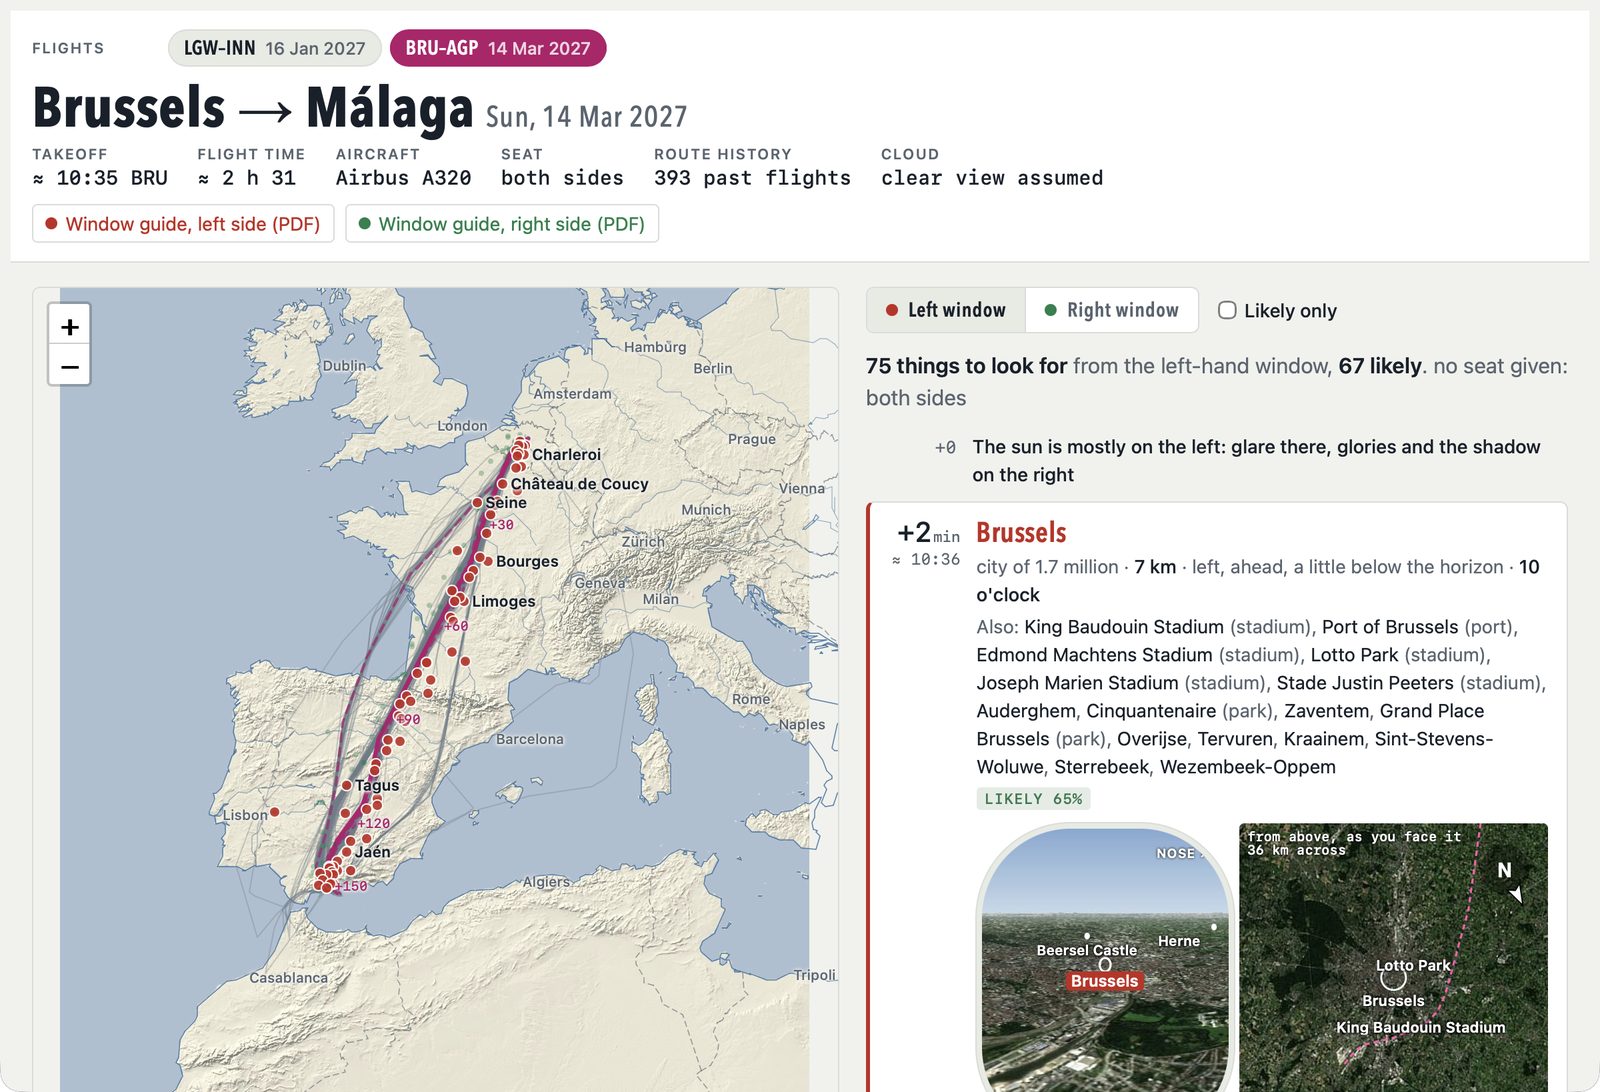 FLIGHTS
LGW–INN 16 Jan 2027
BRU–AGP 14 Mar 2027
Brussels → Málaga Sun, 14 Mar 2027
TAKEOFF
≈ 10:35 BRU
FLIGHT TIME
≈ 2 h 31
AIRCRAFT
Airbus A320
SEAT
both sides
ROUTE HISTORY
393 past flights
CLOUD
clear view assumed
Window guide, left side (PDF)
Window guide, right side (PDF)
+
−
Dublin
Hamburg
Berlin
Amsterdam
London
Prague
Charleroi
Château de Coucy
Vienna
Seine
Munich
+30
Zürich
Bourges
Geneva
Milan
Limoges
+60
Rome
+90
Naples
Barcelona
Tagus
Lisbon
+120
Jaén
+150
Algiers
Casablanca
Tripoli
Left window
Right window
Likely only
75 things to look for from the left-hand window, 67 likely. no seat given:
both sides
+0 The sun is mostly on the left: glare there, glories and the shadow
on the right
+2 min
≈ 10:36
Brussels
city of 1.7 million · 7 km · left, ahead, a little below the horizon · 10
o'clock
Also: King Baudouin Stadium (stadium), Port of Brussels (port),
Edmond Machtens Stadium (stadium), Lotto Park (stadium),
Joseph Marien Stadium (stadium), Stade Justin Peeters (stadium),
Auderghem, Cinquantenaire (park), Zaventem, Grand Place
Brussels (park), Overijse, Tervuren, Kraainem, Sint-Stevens-
Woluwe, Sterrebeek, Wezembeek-Oppem
LIKELY 65%
NOSE
Beersel Castle
Herne
Brussels
from above, as you face it
36 km across
N
Lotto Park
Brussels
King Baudouin Stadium